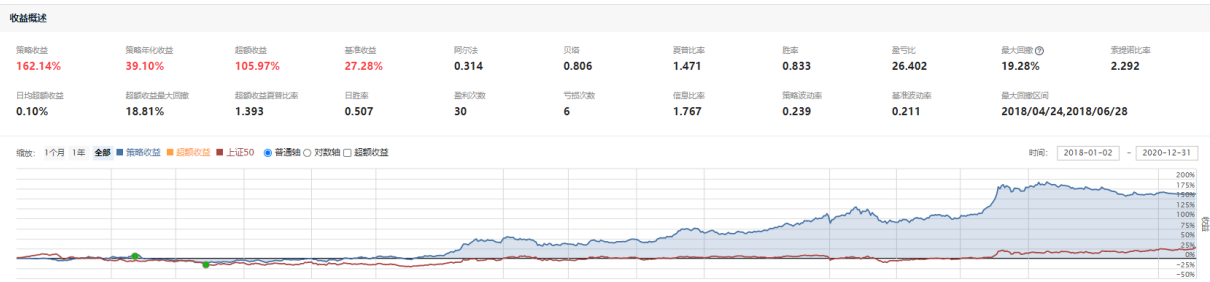 收益概述
策略收益 策略年化收益 超额收益 基准收益 阿尔法 贝塔 夏普比率 胜率 盈亏比 最大回撤 ? 索提诺比率
162.14% 39.10% 105.97% 27.28% 0.314 0.806 1.471 0.833 26.402 19.28% 2.292
日均超额收益 超额收益最大回撤 超额收益夏普比率 日胜率 盈利次数 亏损次数 信息比率 策略波动率 基准波动率 最大回撤区间
0.10% 18.81% 1.393 0.507 30 6 1.767 0.239 0.211 2018/04/24,2018/06/28
缩放: 1个月 1年 全部 策略收益 超额收益 上证50 普通轴 对数轴 超额收益 时间: 2018-01-02 - 2020-12-31
200%
175%
150%
125%
100%
75%
50%
25%
0%
-25%
-50%
收益